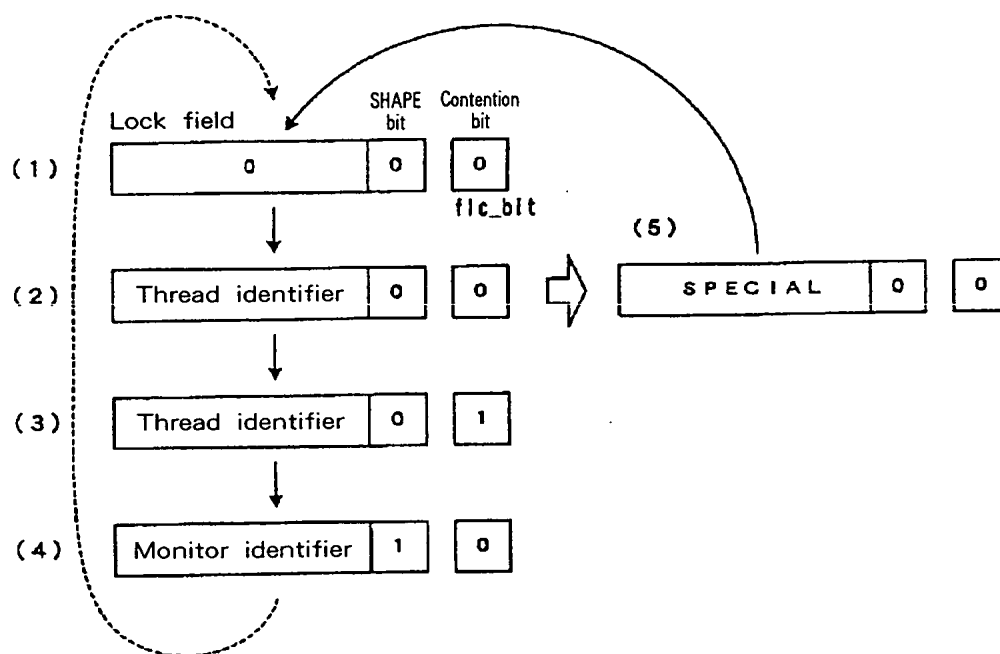 SHAPE bit
Contention bit
Lock field
(1) 0 0 0
flc_bit
(5)
(2) Thread identifier 0 0
SPECIAL 0 0
(3) Thread identifier 0 1
(4) Monitor identifier 1 0